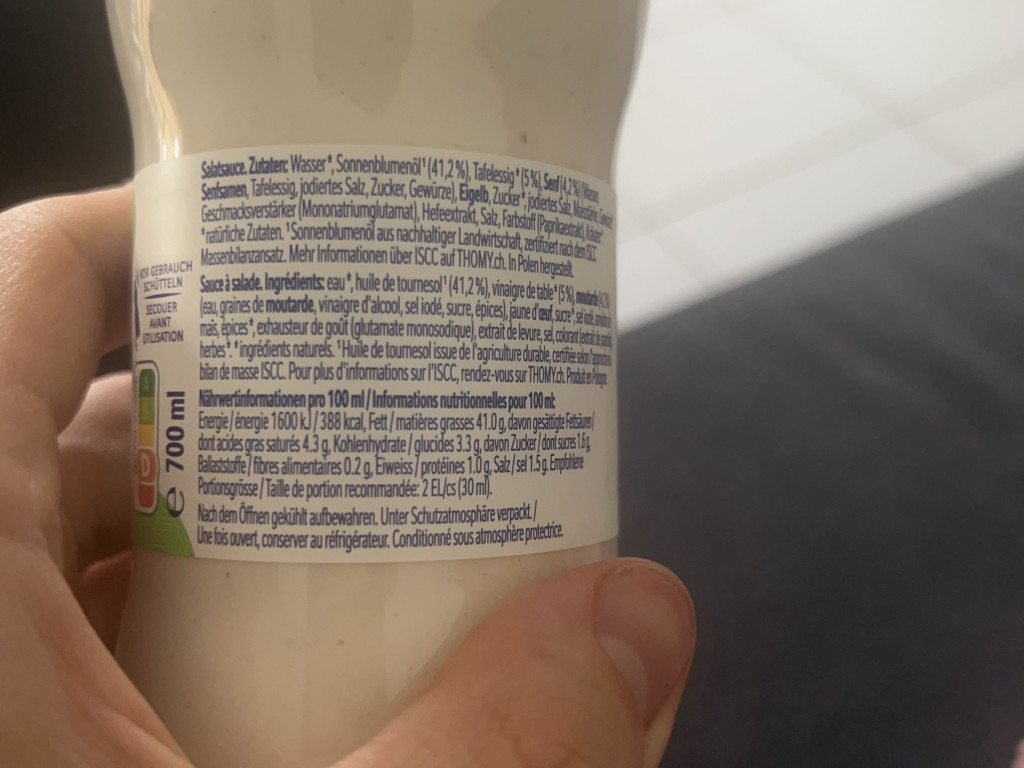 Salatsauce. Zutaten: Wasser*, Sonnenblumenöl¹ (41,2%), Tafelessig* (5%), Senf (4,2%) (Wasser,
Senfsamen, Tafelessig, jodiertes Salz, Zucker, Gewürze), Eigelb, Zucker*, jodiertes Salz, Maisstärke,
Geschmacksverstärker (Mononatriumglutamat), Hefeextrakt, Salz, Farbstoff (Paprikaextrakt), Kräuter*.
*natürliche Zutaten. ¹Sonnenblumenöl aus nachhaltiger Landwirtschaft, zertifiziert nach dem ISCC
Massenbilanzansatz. Mehr Informationen über ISCC auf THOMY.ch. In Polen hergestellt.
VOR GEBRAUCH
SCHÜTTELN
SECOUER
AVANT
UTILISATION
Sauce à salade. Ingrédients: eau*, huile de tournesol¹ (41,2%), vinaigre de table* (5%), moutarde
(eau, graines de moutarde, vinaigre d'alcool, sel iodé, sucre, épices), jaune d'œuf, sucre*, sel iodé,
maïs, épices*, exhausteur de goût (glutamate monosodique), extrait de levure, sel, colorant (extrait de
herbes*. *ingrédients naturels. ¹Huile de tournesol issue de l'agriculture durable, certifiée selon
bilan de masse ISCC. Pour plus d'informations sur l'ISCC, rendez-vous sur THOMY.ch. Produit en Pologne.
Nährwertinformationen pro 100 ml / Informations nutritionnelles pour 100 ml:
Energie / énergie 1600 kJ / 388 kcal, Fett / matières grasses 41.0 g, davon gesättigte Fettsäuren /
dont acides gras saturés 4.3 g, Kohlenhydrate / glucides 3.3 g, davon Zucker / dont sucres 1.6 g,
Ballaststoffe / fibres alimentaires 0.2 g, Eiweiss / protéines 1.0 g, Salz / sel 1.5 g. Empfohlene
Portionsgrösse / Taille de portion recommandée: 2 EL/cs (30 ml).
Nach dem Öffnen gekühlt aufbewahren. Unter Schutzatmosphäre verpackt. /
Une fois ouvert, conserver au réfrigérateur. Conditionné sous atmosphère protectrice.
A
D
e 700 ml